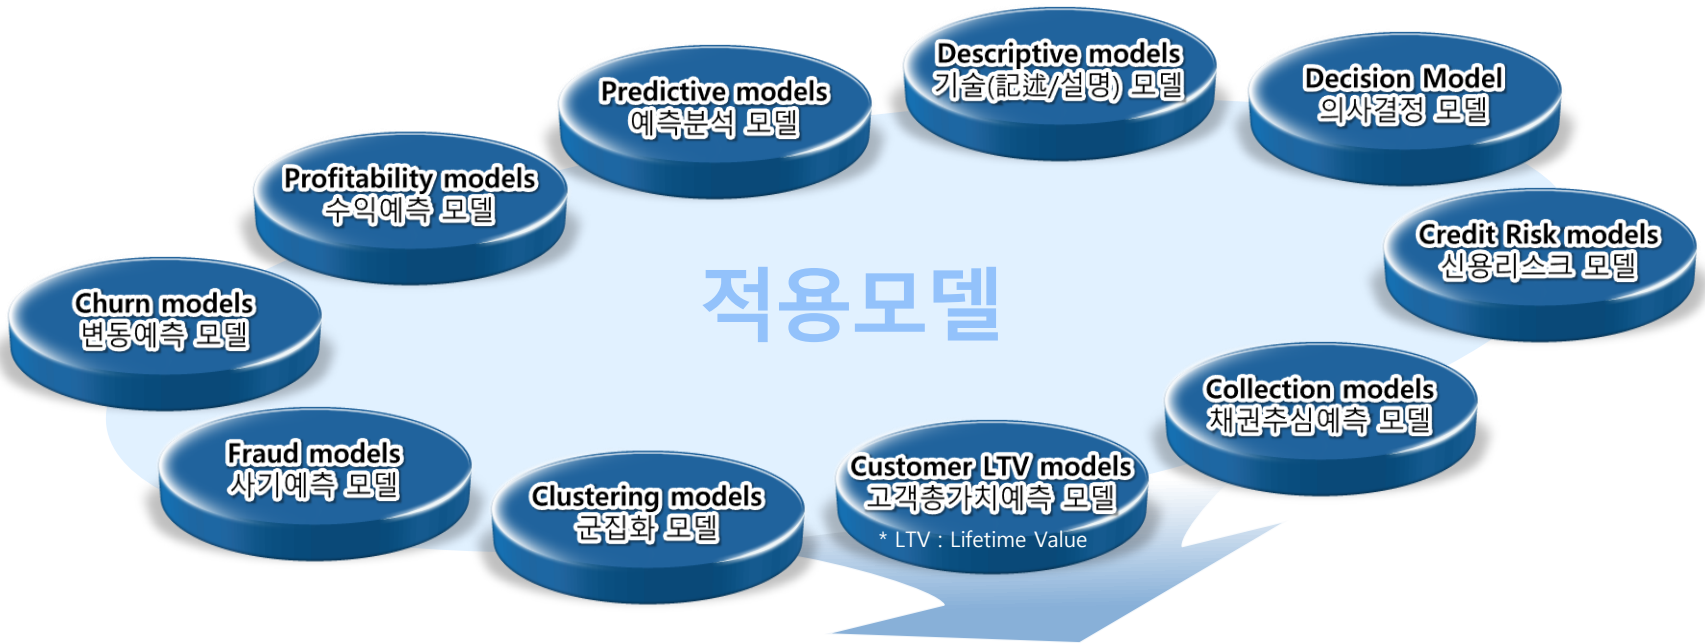 Descriptive models
기술(記述/설명) 모델
Decision Model
의사결정 모델
Predictive models
예측분석 모델
Profitability models
수익예측 모델
Credit Risk models
신용리스크 모델
적용모델
Churn models
변동예측 모델
Collection models
채권추심예측 모델
Fraud models
사기예측 모델
Customer LTV models
고객총가치예측 모델
* LTV : Lifetime Value
Clustering models
군집화 모델